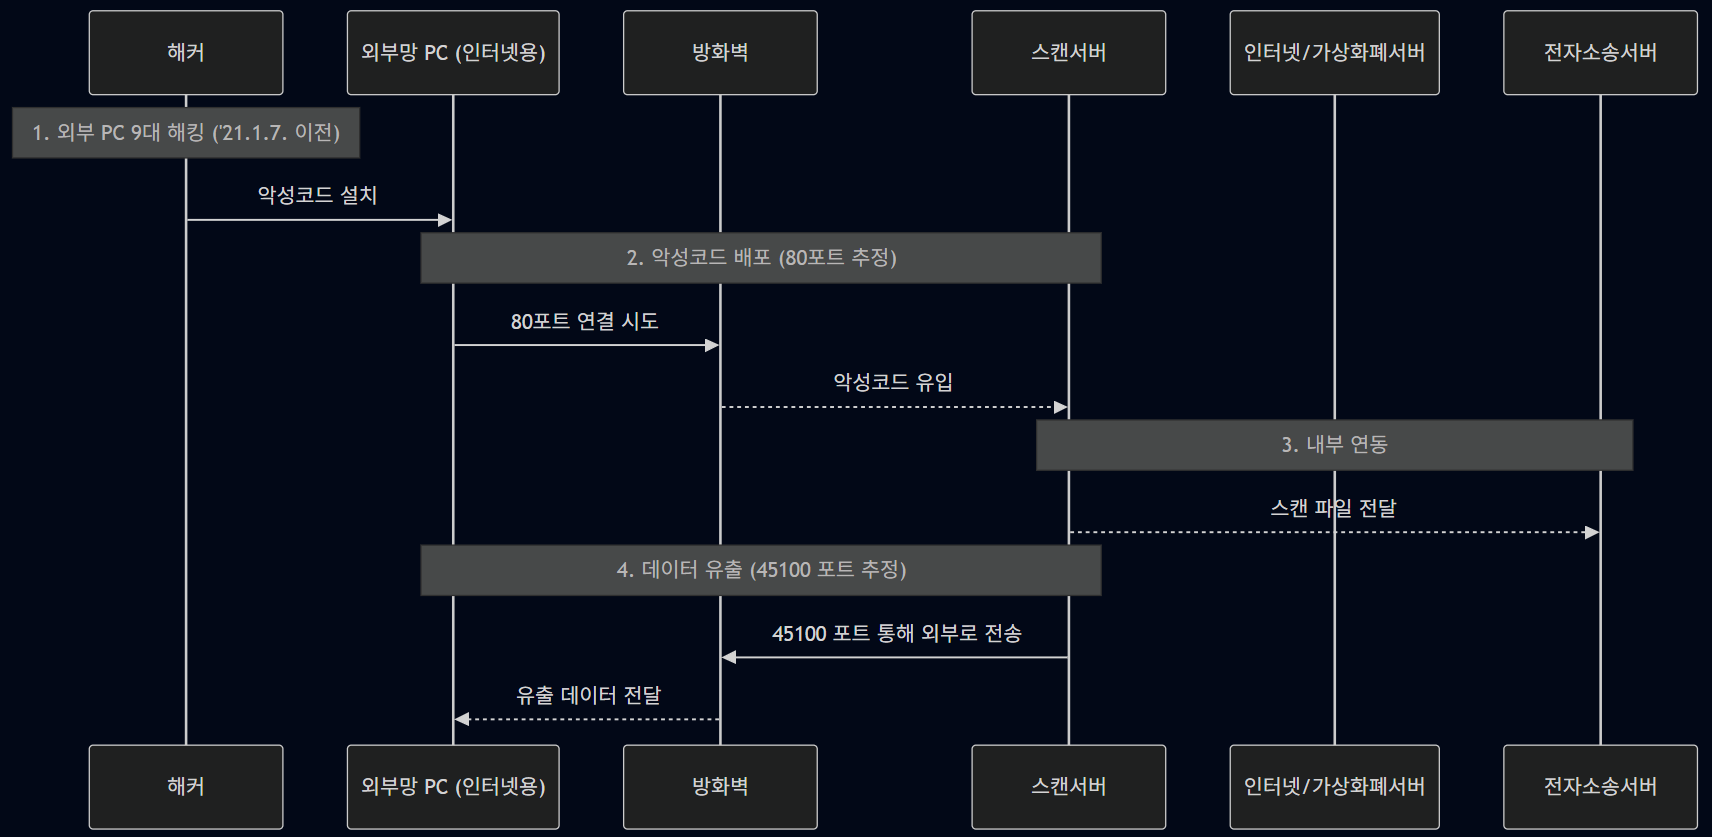 해커
외부망 PC (인터넷용)
방화벽
스캔서버
인터넷/가상화폐서버
전자소송서버
1. 외부 PC 9대 해킹 ('21.1.7. 이전)
악성코드 설치
2. 악성코드 배포 (80포트 추정)
80포트 연결 시도
악성코드 유입
3. 내부 연동
스캔 파일 전달
4. 데이터 유출 (45100 포트 추정)
45100 포트 통해 외부로 전송
유출 데이터 전달
해커
외부망 PC (인터넷용)
방화벽
스캔서버
인터넷/가상화폐서버
전자소송서버